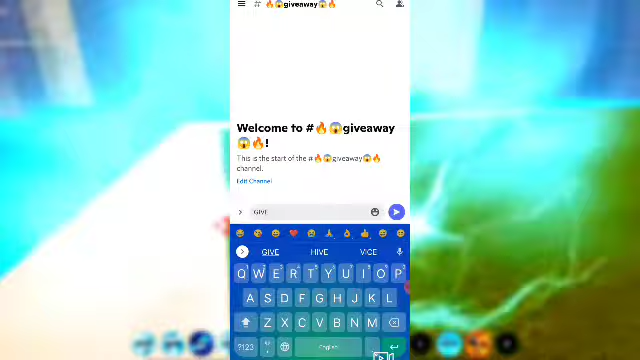 # 🔥😱giveaway😱🔥
Welcome to #🔥😱giveaway
😱🔥!
This is the start of the #🔥😱giveaway😱🔥
channel.
Edit Channel
GIVE
GIVE HIVE VICE
Q W E R T Y U I O P
A S D F G H J K L
Z X C V B N M
?123 English